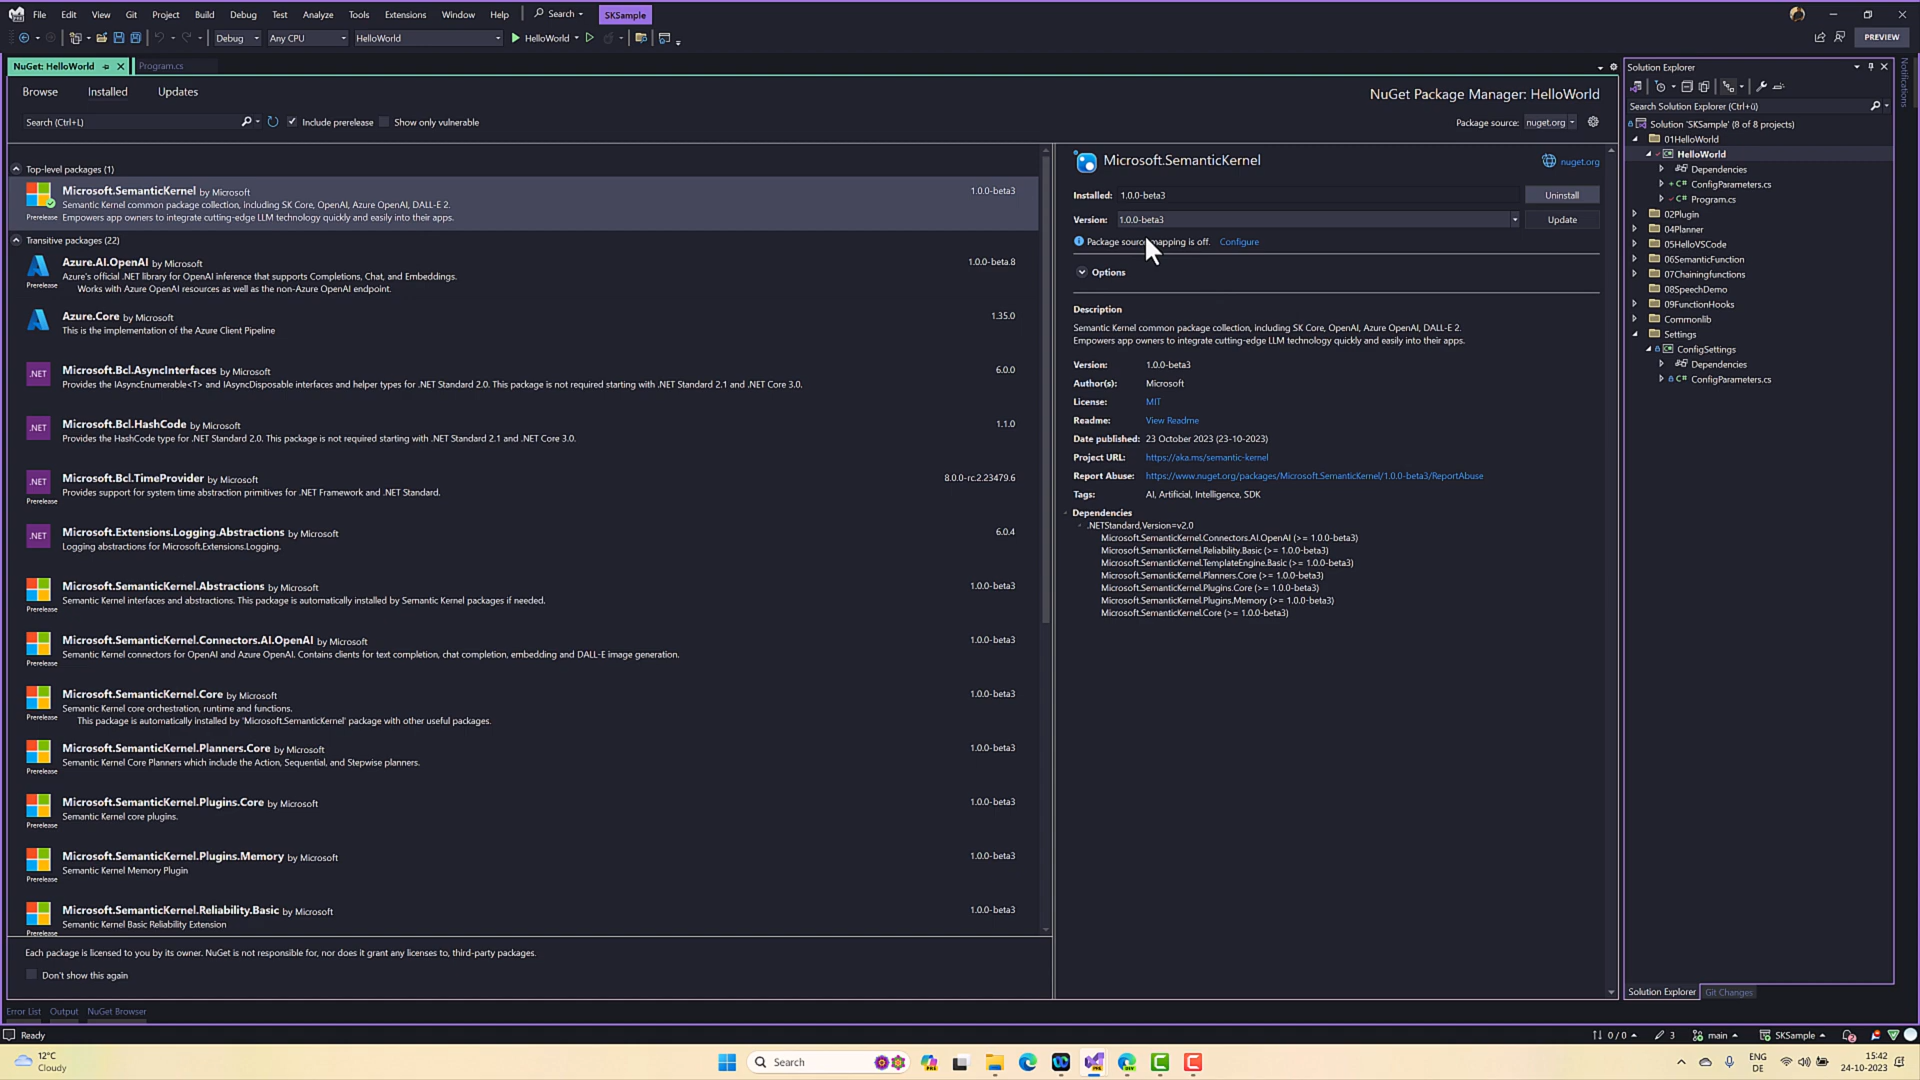 File Edit View Git Project Build Debug Test Analyze Tools Extensions Window Help Search SKSample
Debug Any CPU HelloWorld HelloWorld PREVIEW
NuGet: HelloWorld Program.cs
Browse Installed Updates NuGet Package Manager: HelloWorld
Search (Ctrl+L) Include prerelease Show only vulnerable Package source: nuget.org
Top-level packages (1)
Microsoft.SemanticKernel by Microsoft 1.0.0-beta3
Semantic Kernel common package collection, including SK Core, OpenAI, Azure OpenAI, DALL-E 2.
Prerelease Empowers app owners to integrate cutting-edge LLM technology quickly and easily into their apps.
Transitive packages (22)
Azure.AI.OpenAI by Microsoft 1.0.0-beta.8
Azure's official .NET library for OpenAI inference that supports Completions, Chat, and Embeddings.
Prerelease Works with Azure OpenAI resources as well as the non-Azure OpenAI endpoint.
Azure.Core by Microsoft 1.35.0
This is the implementation of the Azure Client Pipeline
.NET Microsoft.Bcl.AsyncInterfaces by Microsoft 6.0.0
Provides the IAsyncEnumerable<T> and IAsyncDisposable interfaces and helper types for .NET Standard 2.0. This package is not required starting with .NET Standard 2.1 and .NET Core 3.0.
.NET Microsoft.Bcl.HashCode by Microsoft 1.1.0
Provides the HashCode type for .NET Standard 2.0. This package is not required starting with .NET Standard 2.1 and .NET Core 3.0.
.NET Microsoft.Bcl.TimeProvider by Microsoft 8.0.0-rc.2.23479.6
Provides support for system time abstraction primitives for .NET Framework and .NET Standard.
Prerelease
.NET Microsoft.Extensions.Logging.Abstractions by Microsoft 6.0.4
Logging abstractions for Microsoft.Extensions.Logging.
Microsoft.SemanticKernel.Abstractions by Microsoft 1.0.0-beta3
Semantic Kernel interfaces and abstractions. This package is automatically installed by Semantic Kernel packages if needed.
Prerelease
Microsoft.SemanticKernel.Connectors.AI.OpenAI by Microsoft 1.0.0-beta3
Semantic Kernel connectors for OpenAI and Azure OpenAI. Contains clients for text completion, chat completion, embedding and DALL-E image generation.
Prerelease
Microsoft.SemanticKernel.Core by Microsoft 1.0.0-beta3
Semantic Kernel core orchestration, runtime and functions.
Prerelease This package is automatically installed by 'Microsoft.SemanticKernel' package with other useful packages.
Microsoft.SemanticKernel.Planners.Core by Microsoft 1.0.0-beta3
Semantic Kernel Core Planners which include the Action, Sequential, and Stepwise planners.
Prerelease
Microsoft.SemanticKernel.Plugins.Core by Microsoft 1.0.0-beta3
Semantic Kernel core plugins.
Prerelease
Microsoft.SemanticKernel.Plugins.Memory by Microsoft 1.0.0-beta3
Semantic Kernel Memory Plugin
Prerelease
Microsoft.SemanticKernel.Reliability.Basic by Microsoft 1.0.0-beta3
Semantic Kernel Basic Reliability Extension
Prerelease
Each package is licensed to you by its owner. NuGet is not responsible for, nor does it grant any licenses to, third-party packages.
Don't show this again
Microsoft.SemanticKernel nuget.org
Installed: 1.0.0-beta3 Uninstall
Version: 1.0.0-beta3 Update
Package source mapping is off. Configure
Options
Description
Semantic Kernel common package collection, including SK Core, OpenAI, Azure OpenAI, DALL-E 2.
Empowers app owners to integrate cutting-edge LLM technology quickly and easily into their apps.
Version: 1.0.0-beta3
Author(s): Microsoft
License: MIT
Readme: View Readme
Date published: 23 October 2023 (23-10-2023)
Project URL: https://aka.ms/semantic-kernel
Report Abuse: https://www.nuget.org/packages/Microsoft.SemanticKernel/1.0.0-beta3/ReportAbuse
Tags: AI, Artificial, Intelligence, SDK
Dependencies
.NETStandard,Version=v2.0
Microsoft.SemanticKernel.Connectors.AI.OpenAI (>= 1.0.0-beta3)
Microsoft.SemanticKernel.Reliability.Basic (>= 1.0.0-beta3)
Microsoft.SemanticKernel.TemplateEngine.Basic (>= 1.0.0-beta3)
Microsoft.SemanticKernel.Planners.Core (>= 1.0.0-beta3)
Microsoft.SemanticKernel.Plugins.Core (>= 1.0.0-beta3)
Microsoft.SemanticKernel.Plugins.Memory (>= 1.0.0-beta3)
Microsoft.SemanticKernel.Core (>= 1.0.0-beta3)
Solution Explorer
Search Solution Explorer (Ctrl+ü)
Solution 'SKSample' (8 of 8 projects)
01HelloWorld
HelloWorld
Dependencies
C# ConfigParameters.cs
C# Program.cs
02Plugin
04Planner
05HelloVSCode
06SemanticFunction
07Chainingfunctions
08SpeechDemo
09FunctionHooks
Commonlib
Settings
ConfigSettings
Dependencies
C# ConfigParameters.cs
Solution Explorer Git Changes
Notifications
Error List Output NuGet Browser
Ready 0 / 0 3 main SKSample
12°C
Cloudy
Search
ENG
DE
15:42
24-10-2023